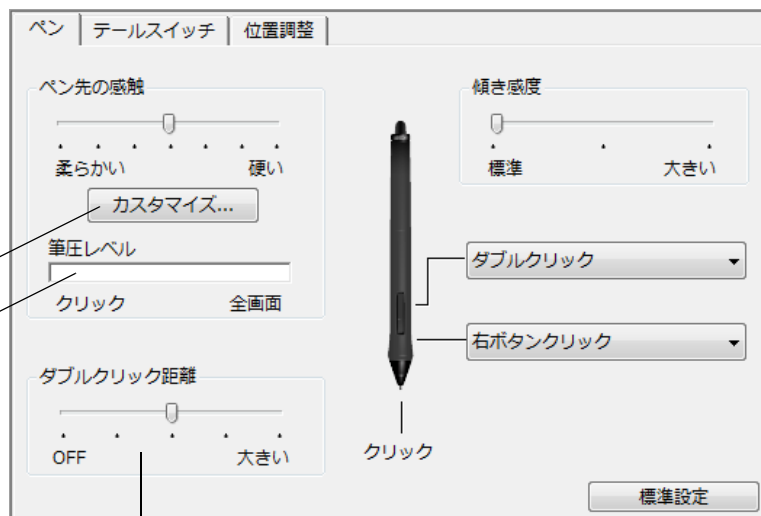 ペン テールスイッチ 位置調整
ペン先の感触
柔らかい 硬い
カスタマイズ...
筆圧レベル
クリック 全画面
ダブルクリック距離
OFF 大きい
クリック
傾き感度
標準 大きい
ダブルクリック
右ボタンクリック
標準設定